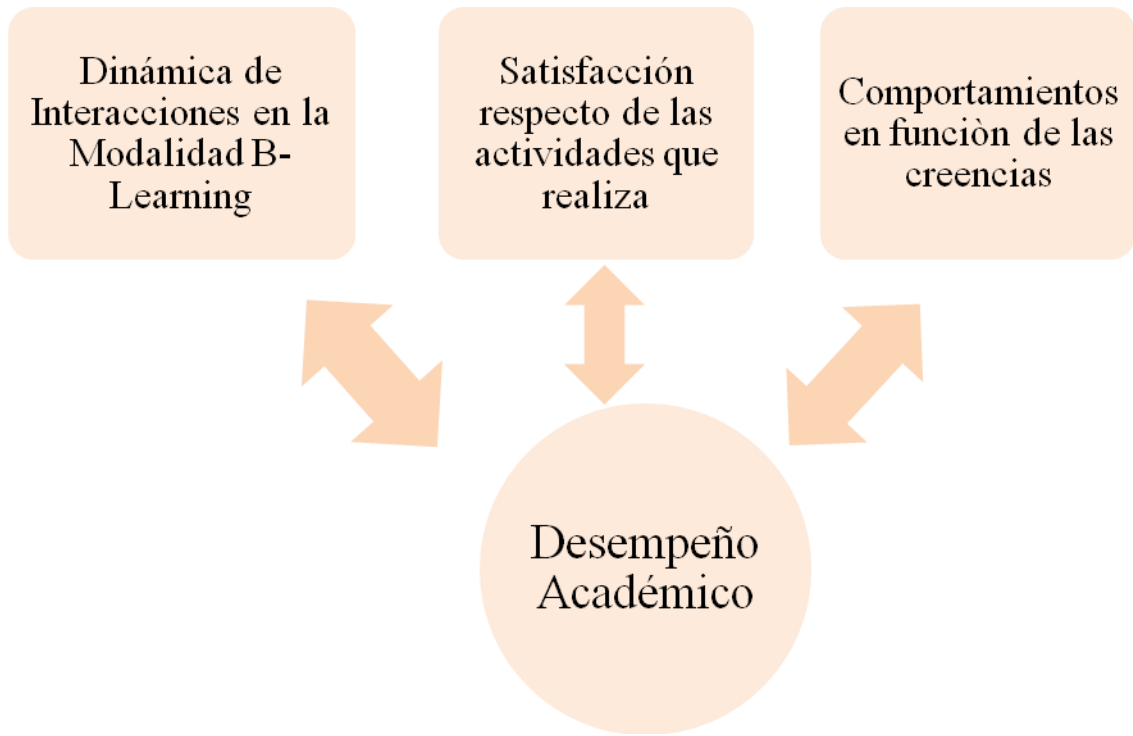 Dinámica de
Interacciones en la
Modalidad B-
Learning
Satisfacción
respecto de las
actividades que
realiza
Comportamientos
en funciòn de las
creencias
Desempeño
Académico